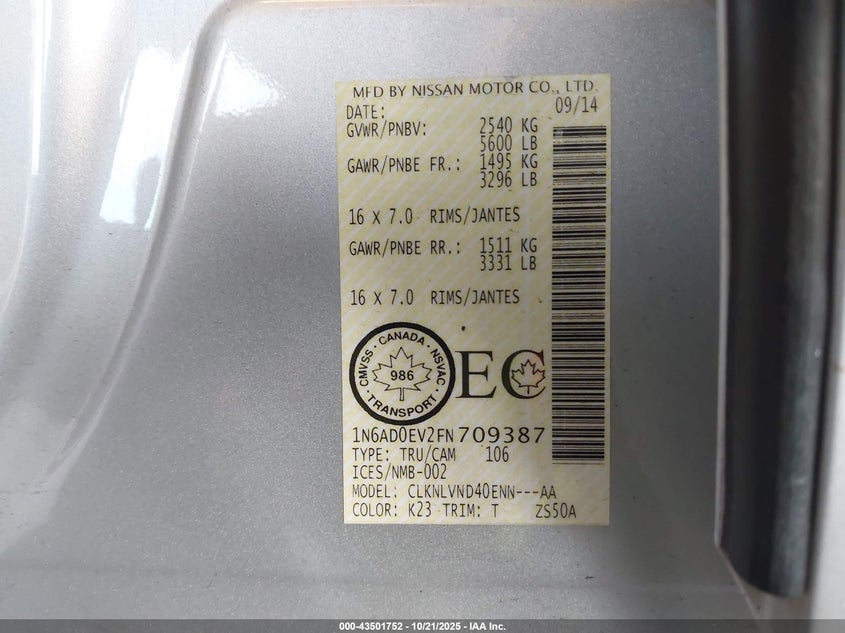 MFD BY NISSAN MOTOR CO., LTD.
DATE: 09/14
GVWR/PNBV: 2540 KG
5600 LB
GAWR/PNBE FR.: 1495 KG
3296 LB
16 X 7.0 RIMS/JANTES
GAWR/PNBE RR.: 1511 KG
3331 LB
16 X 7.0 RIMS/JANTES
CMVSS · CANADA · NSVAC · TRANSPORT ·
986
EC
1N6AD0EV2FN709387
TYPE: TRU/CAM 106
ICES/NMB-002
MODEL: CLKNLVND40ENN---AA
COLOR: K23 TRIM: T ZS50A
000-43501752 - 10/21/2025 - IAA Inc.